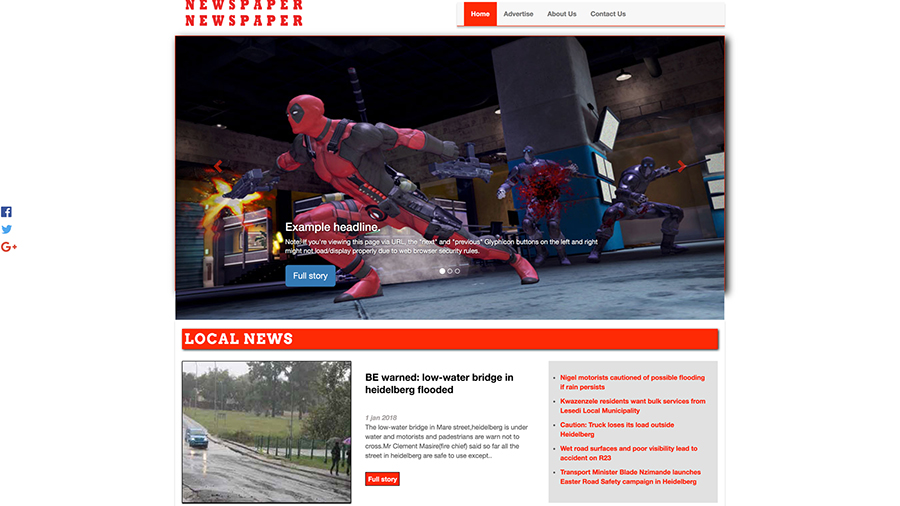 NEWSPAPER
NEWSPAPER
Home Advertise About Us Contact Us
Example headline.
Note: If you're viewing this page via URL, the "next" and "previous" Glyphicon buttons on the left and right
might not load/display properly due to web browser security rules.
Full story
LOCAL NEWS
BE warned: low-water bridge in
heidelberg flooded
1 jan 2018
The low-water bridge in Mare street,heidelberg is under
water and motorists and padestrians are warn not to
cross.Mr Clement Masire(fire chief) said so far all the
street in heidelberg are safe to use except..
Full story
Nigel motorists cautioned of possible flooding
if rain persists
Kwazenzele residents want bulk services from
Lesedi Local Municipality
Caution: Truck loses its load outside
Heidelberg
Wet road surfaces and poor visibility lead to
accident on R23
Transport Minister Blade Nzimande launches
Easter Road Safety campaign in Heidelberg